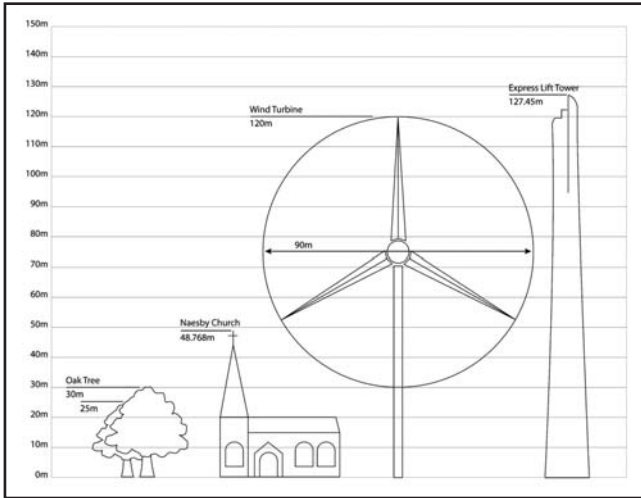 150m
140m
130m
120m
110m
100m
90m
80m
70m
60m
50m
40m
30m
20m
10m
0m
Express Lift Tower
127.45m
Wind Turbine
120m
90m
Naesby Church
48.768m
Oak Tree
30m
25m